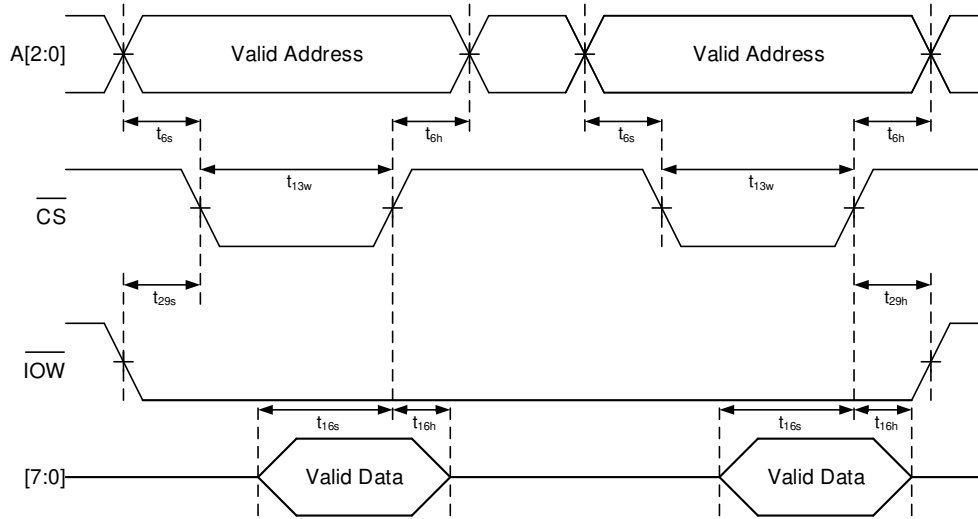 A[2:0] Valid Address Valid Address
t6s t6h t6s t6h
t13w t13w
CS
t29s t29h
IOW
t16s t16h t16s t16h
[7:0] Valid Data Valid Data